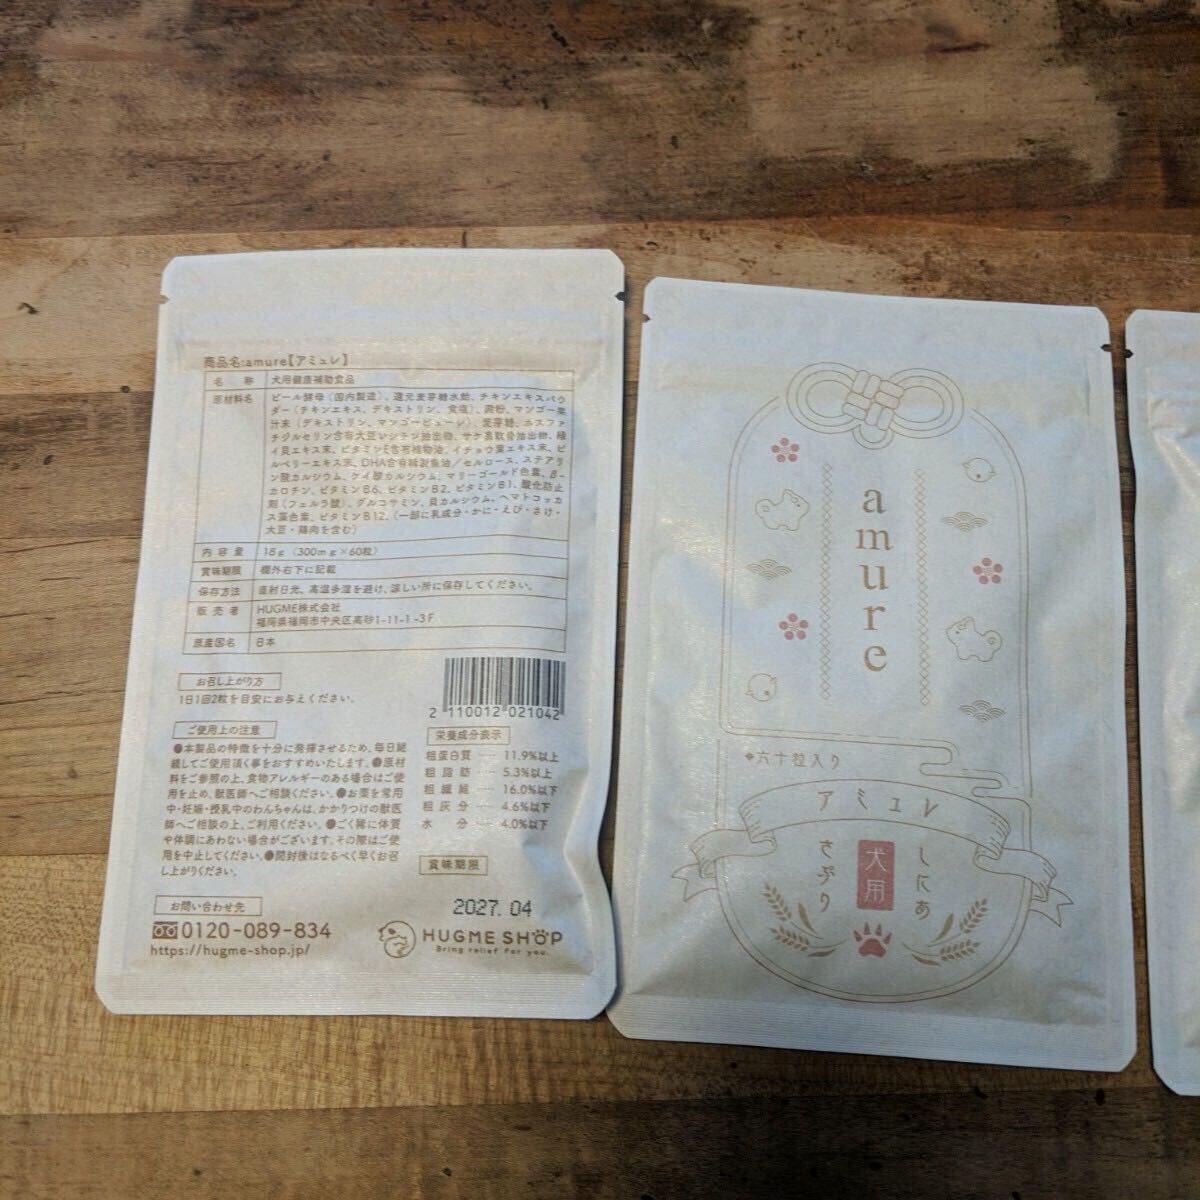 商品名:amure【アミュレ】
名 称 犬用健康補助食品
原材料名 ビール酵母(国内製造)、還元麦芽糖水飴、チキンエキスパウ
ダー(チキンエキス、デキストリン、食塩)、澱粉、マンゴー果
汁末(デキストリン、マンゴーピューレ)、麦芽糖、ホスファ
チジルセリン含有大豆レシチン抽出物、サケ鼻軟骨抽出物、緑
イ貝エキス末、ビタミンE含有植物油、イチョウ葉エキス末、ビ
ルベリーエキス末、DHA含有精製魚油/セルロース、ステアリ
ン酸カルシウム、ケイ酸カルシウム、マリーゴールド色素、β-
カロテン、ビタミンB6、ビタミンB2、ビタミンB1、酸化防止
剤(フェルラ酸)、グルコサミン、貝カルシウム、ヘマトコッカ
ス藻色素、ビタミンB12、(一部に乳成分・かに・えび・さけ・
大豆・鶏肉を含む)
内 容 量 18g (300mg×60粒)
賞味期限 欄外右下に記載
保存方法 直射日光、高温多湿を避け、涼しい所に保存してください。
販 売 者 HUGME株式会社
福岡県福岡市中央区高砂1-11-1-3F
原産国名 日本
お召し上がり方
1日1回2粒を目安にお与えください。
2 110012 021042
ご使用上の注意
●本製品の特徴を十分に発揮させるため、毎日継
続してご使用頂く事をおすすめいたします。●原材
料をご参照の上、食物アレルギーのある場合はご使
用を止め、獣医師へご相談ください。●お薬を常用
中・妊娠・授乳中のわんちゃんは、かかりつけの獣医
師へご相談の上、ご利用ください。●ごく稀に体質
や体調にあわない場合がございます。その際はご使
用を中止してください。●開封後はなるべく早くお召
し上がりください。
栄養成分表示
粗蛋白質 ‥‥ 11.9%以上
粗 脂 肪 ‥‥ 5.3%以上
粗 繊 維 ‥‥ 16.0%以下
粗 灰 分 ‥‥ 4.6%以下
水 分 ‥‥ 4.0%以下
賞味期限
2027.04
お問い合わせ先
0120-089-834
https://hugme-shop.jp/
HUGME SHOP
Bring relief for you.
amure
◆六十粒入り
アミュレ
しにあ
犬用
さぷり